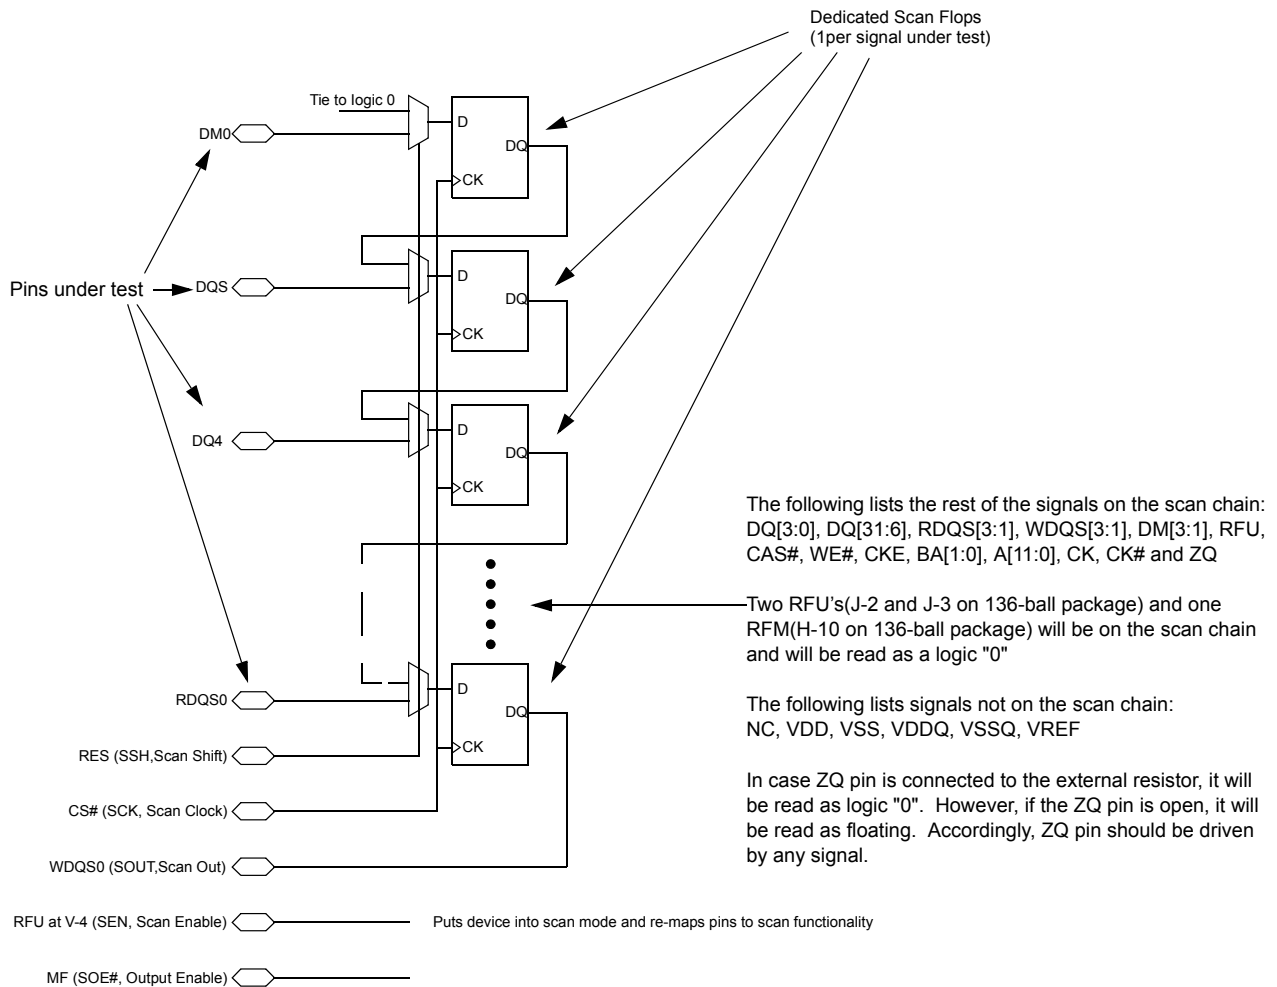 Dedicated Scan Flops
(1per signal under test)
Tie to logic 0
DM0
D
DQ
CK
Pins under test
DQS
D
DQ
CK
DQ4
D
DQ
CK
The following lists the rest of the signals on the scan chain:
DQ[3:0], DQ[31:6], RDQS[3:1], WDQS[3:1], DM[3:1], RFU,
CAS#, WE#, CKE, BA[1:0], A[11:0], CK, CK# and ZQ
Two RFU's(J-2 and J-3 on 136-ball package) and one
RFM(H-10 on 136-ball package) will be on the scan chain
and will be read as a logic "0"
The following lists signals not on the scan chain:
NC, VDD, VSS, VDDQ, VSSQ, VREF
In case ZQ pin is connected to the external resistor, it will
be read as logic "0". However, if the ZQ pin is open, it will
be read as floating. Accordingly, ZQ pin should be driven
by any signal.
RDQS0
D
DQ
CK
RES (SSH,Scan Shift)
CS# (SCK, Scan Clock)
WDQS0 (SOUT,Scan Out)
RFU at V-4 (SEN, Scan Enable)
Puts device into scan mode and re-maps pins to scan functionality
MF (SOE#, Output Enable)